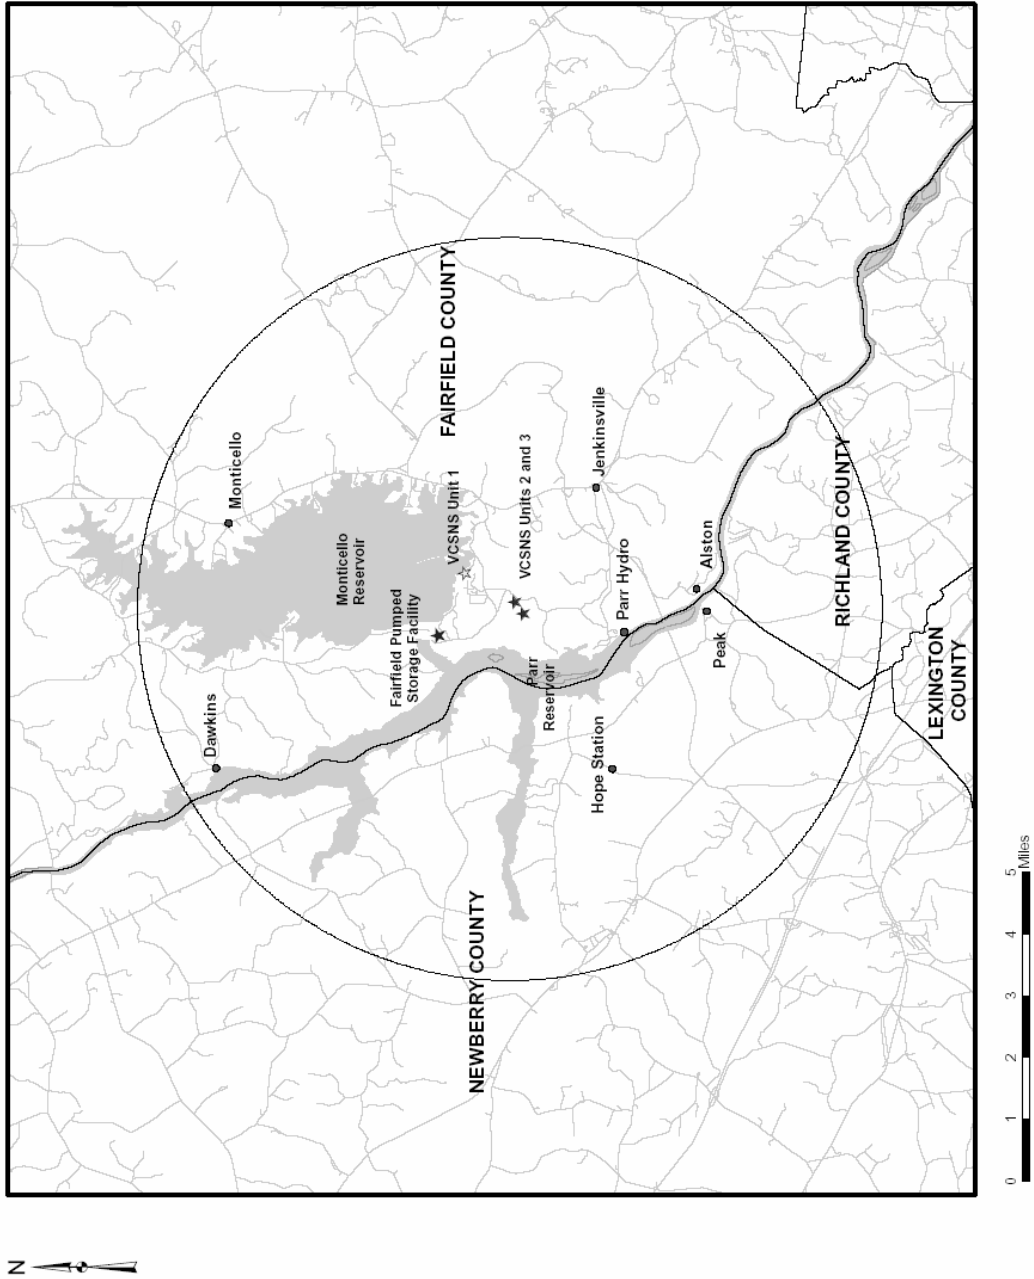 Monticello
Dawkins
Monticello
Reservoir
FAIRFIELD COUNTY
Fairfield Pumped
Storage Facility
VCSNS Unit 1
VCSNS Units 2 and 3
Parr
Reservoir
Jenkinsville
Parr Hydro
Hope Station
Alston
Peak
NEWBERRY COUNTY
RICHLAND COUNTY
LEXINGTON
COUNTY
N
0 1 2 3 4 5
Miles